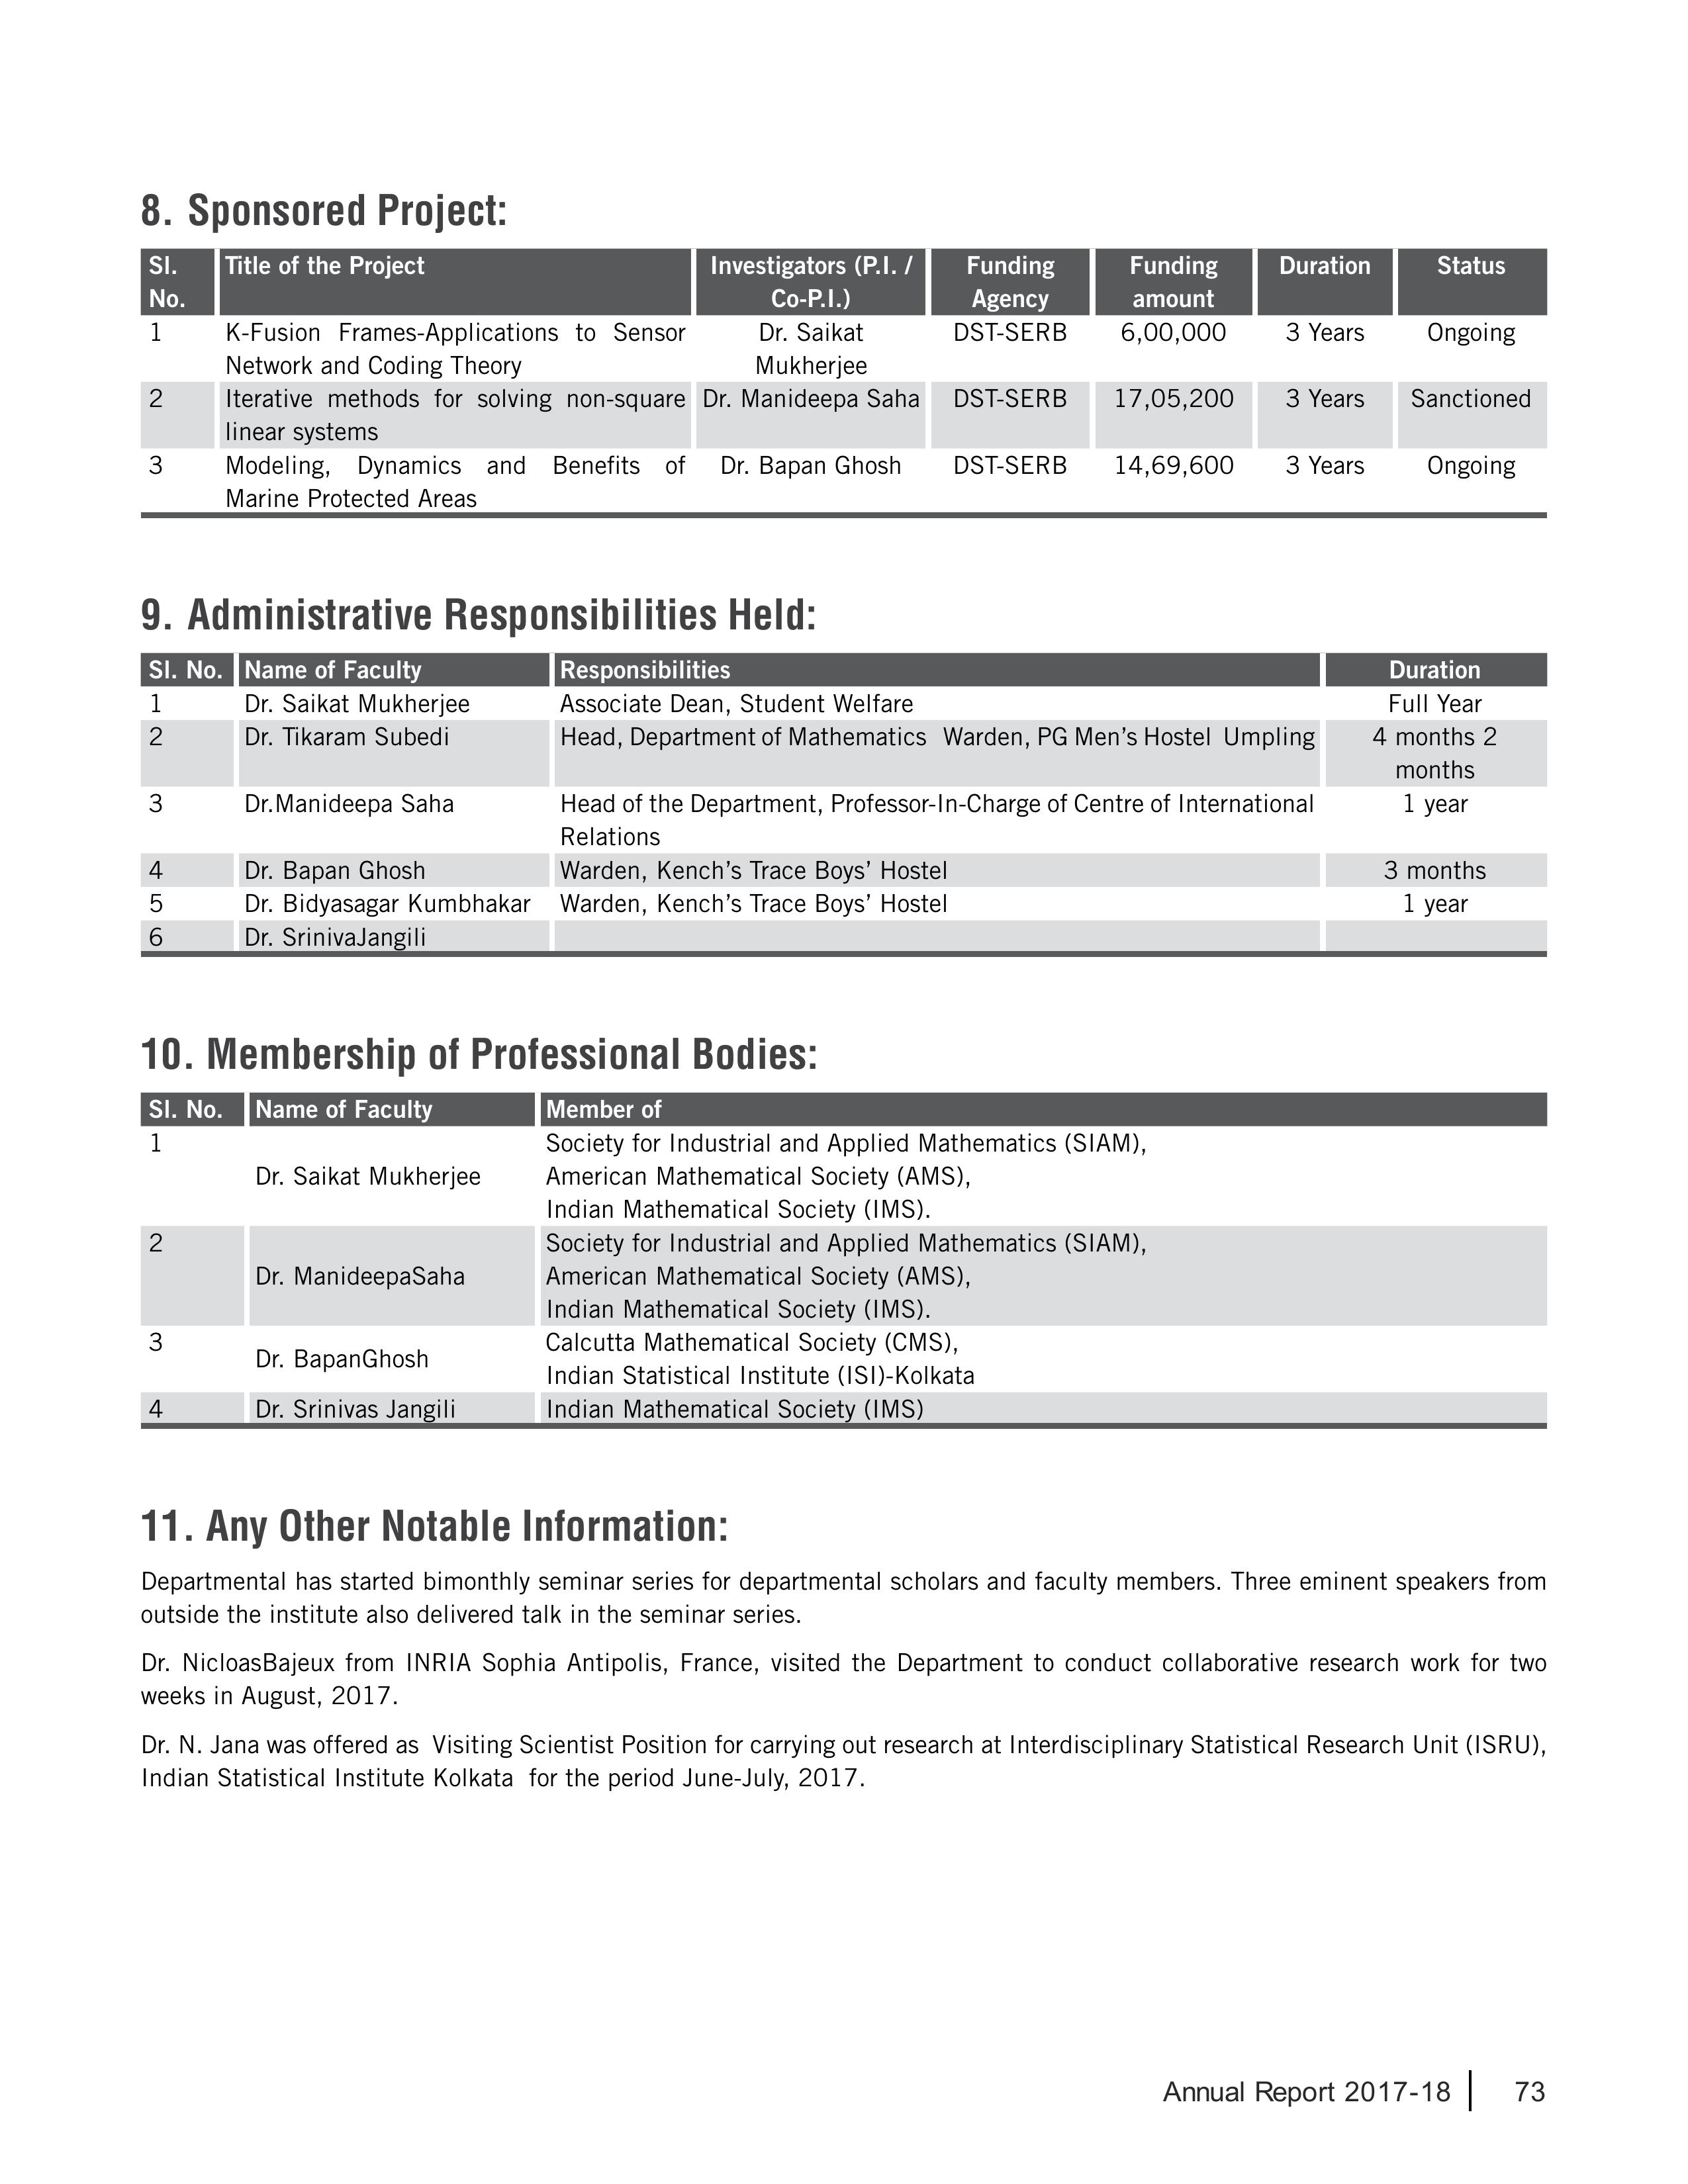 8. Sponsored Project:
Sl. No. Title of the Project Investigators (P.I. / Co-P.I.) Funding Agency Funding amount Duration Status
1 K-Fusion Frames-Applications to Sensor Network and Coding Theory Dr. Saikat Mukherjee DST-SERB 6,00,000 3 Years Ongoing
2 Iterative methods for solving non-square linear systems Dr. Manideepa Saha DST-SERB 17,05,200 3 Years Sanctioned
3 Modeling, Dynamics and Benefits of Marine Protected Areas Dr. Bapan Ghosh DST-SERB 14,69,600 3 Years Ongoing
9. Administrative Responsibilities Held:
Sl. No. Name of Faculty Responsibilities Duration
1 Dr. Saikat Mukherjee Associate Dean, Student Welfare Full Year
2 Dr. Tikaram Subedi Head, Department of Mathematics Warden, PG Men’s Hostel Umpling 4 months 2 months
3 Dr.Manideepa Saha Head of the Department, Professor-In-Charge of Centre of International Relations 1 year
4 Dr. Bapan Ghosh Warden, Kench’s Trace Boys’ Hostel 3 months
5 Dr. Bidyasagar Kumbhakar Warden, Kench’s Trace Boys’ Hostel 1 year
6 Dr. SrinivaJangili
10. Membership of Professional Bodies:
Sl. No. Name of Faculty Member of
1 Dr. Saikat Mukherjee Society for Industrial and Applied Mathematics (SIAM),
American Mathematical Society (AMS),
Indian Mathematical Society (IMS).
2 Dr. ManideepaSaha Society for Industrial and Applied Mathematics (SIAM),
American Mathematical Society (AMS),
Indian Mathematical Society (IMS).
3 Dr. BapanGhosh Calcutta Mathematical Society (CMS),
Indian Statistical Institute (ISI)-Kolkata
4 Dr. Srinivas Jangili Indian Mathematical Society (IMS)
11. Any Other Notable Information:
Departmental has started bimonthly seminar series for departmental scholars and faculty members. Three eminent speakers from
outside the institute also delivered talk in the seminar series.
Dr. NicloasBajeux from INRIA Sophia Antipolis, France, visited the Department to conduct collaborative research work for two
weeks in August, 2017.
Dr. N. Jana was offered as Visiting Scientist Position for carrying out research at Interdisciplinary Statistical Research Unit (ISRU),
Indian Statistical Institute Kolkata for the period June-July, 2017.
Annual Report 2017-18 73